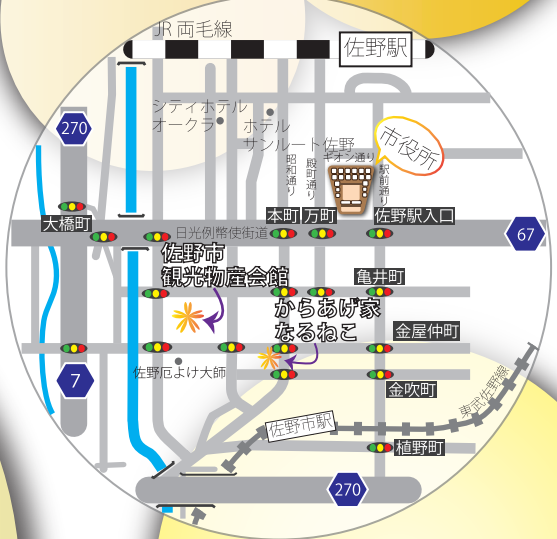 JR 両毛線
佐野駅
270
シティホテル
オークラ
ホテル
サンルート佐野
市役所
ギオン通り
昭和通り
殿町通り
駅前通り
大橋町
本町
万町
佐野駅入口
日光例幣使街道
67
佐野市
観光物産会館
亀井町
からあげ家
なるねこ
金屋仲町
佐野厄よけ大師
7
金吹町
東武佐野線
佐野市駅
植野町
270